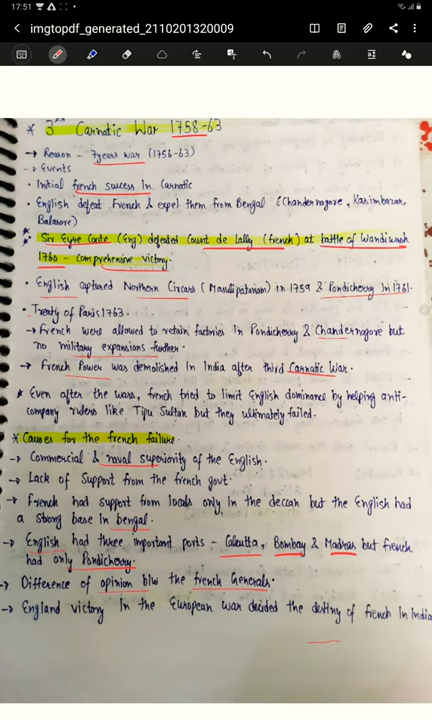 17:51
imgtopdf_generated_2110201320009
* 3rd Carnatic War 1758-63
→ Reason - 7years war (1756-63)
→ Events
• Initial french success In Carnatic
• English defeat French & expel them from Bengal (Chandernagore, Kasimbazar,
Balasore)
* Sir Eyre Coote (Eng) defeated Count de Lally (french) at battle of Wandiwash
1760 - comprehensive victory.
• English captured Northern Circars (Masulipatnam) in 1759 & Pondicherry In 1761.
• Treaty of Paris 1763.
→ French were allowed to retain factories In Pondicherry & Chandernagore but
no military expansions further.
→ French Power was demolished In India after third Carnatic War.
* Even after the wars, french tried to limit English dominance by helping anti-
company rulers like Tipu Sultan but they ultimately failed.
* Causes for the french failure
→ Commercial & naval superiority of the English.
→ Lack of Support from the french govt.
→ French had support from locals only In the deccan but the English had
a strong base In bengal.
→ English had three important ports - Calcutta, Bombay & Madras but french
had only Pondicherry.
→ Difference of opinion b/w the french Generals.
→ England victory In the European war decided the destiny of french In India